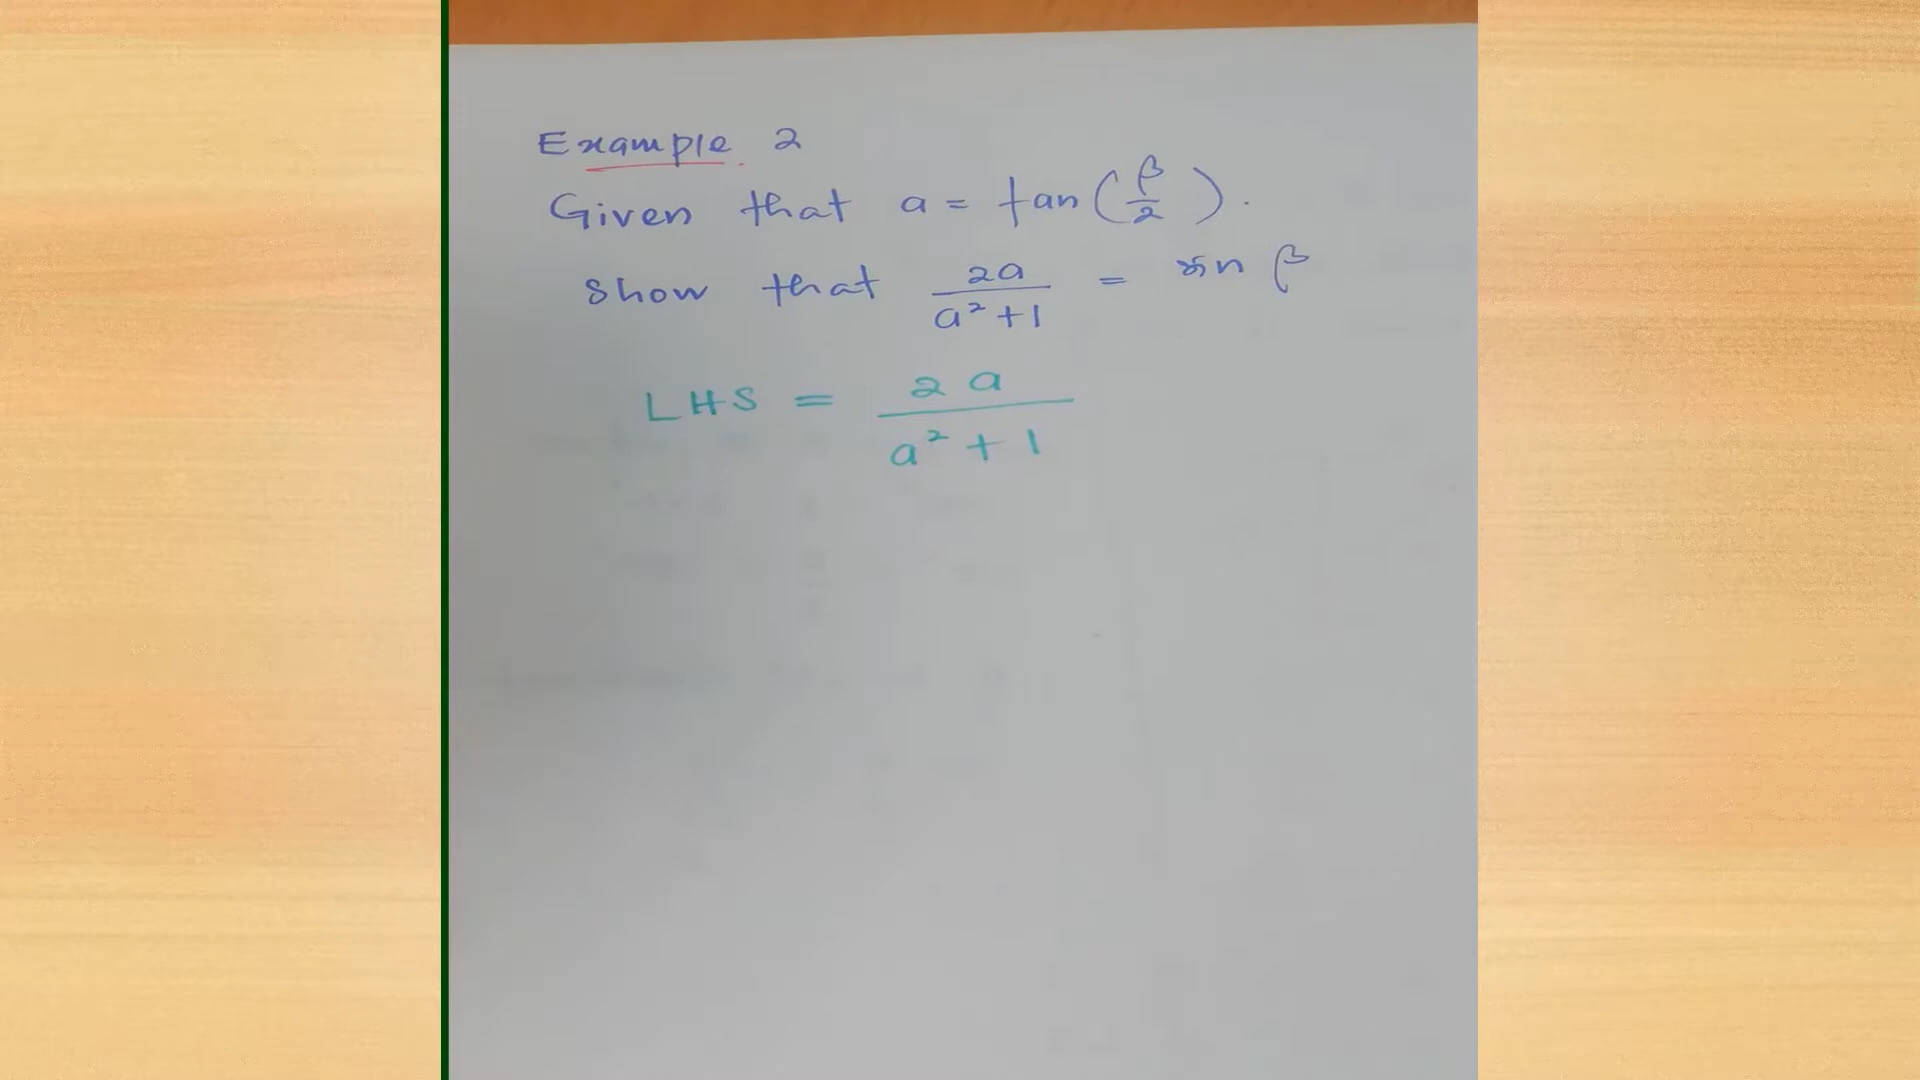 Example 2
Given that a = tan(β/2).
Show that 2a/(a²+1) = sin β
LHS = 2a/(a²+1)